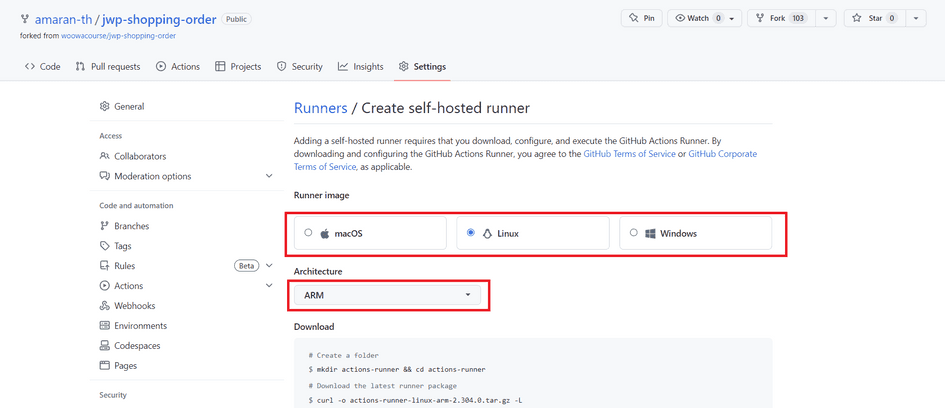 amaran-th / jwp-shopping-order Public
Pin Watch 0 Fork 103 Star 0
forked from woowacourse/jwp-shopping-order
Code Pull requests Actions Projects Security Insights Settings
General
Access
Collaborators
Moderation options
Code and automation
Branches
Tags
Rules Beta
Actions
Webhooks
Environments
Codespaces
Pages
Security
Runners / Create self-hosted runner
Adding a self-hosted runner requires that you download, configure, and execute the GitHub Actions Runner. By
downloading and configuring the GitHub Actions Runner, you agree to the GitHub Terms of Service or GitHub Corporate
Terms of Service, as applicable.
Runner image
macOS Linux Windows
Architecture
ARM
Download
# Create a folder
$ mkdir actions-runner && cd actions-runner
# Download the latest runner package
$ curl -o actions-runner-linux-arm-2.304.0.tar.gz -L